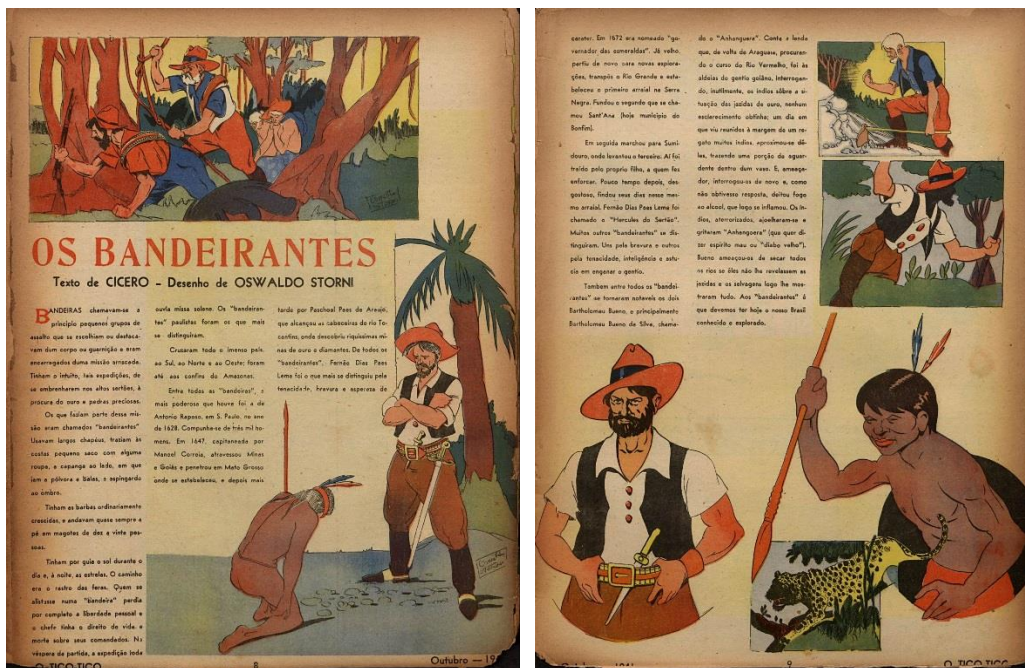 OS BANDEIRANTES
Texto de CICERO – Desenho de OSWALDO STORNI
BANDEIRAS chamavam-se a
principio pequenos grupos de
assalto que se escolhiam ou destaca-
vam dum corpo ou guarnição e eram
encarregados duma missão arriscada.
Tinham o intuito, tais expedições, de
se embrenharem nos altos sertões, à
procura do ouro e pedras preciosas.
Os que faziam parte dessa mis-
são eram chamados "bandeirantes"
Usavam largos chapéus, traziam às
costas pequeno saco com alguma
roupa, e capanga ao lado, em que
iam a pólvora e balas, e espingarda
ao ombro.
Tinham as barbas ordinariamente
crescidas, e andavam quase sempre a
pé em magotes de dez a vinte pes-
soas.
Tinham por guia o sol durante o
dia e, à noite, as estrelas. O caminho
era o rastro das feras. Quem se
alistasse numa "bandeira" perdia
por completo a liberdade pessoal e
o chefe tinha o direito de vida e
morte sobre seus comandados. Na
véspera da partida, a expedição toda
ouvia missa solene. Os "bandeiran-
tes" paulistas foram os que mais
se distinguiram.
Cruzaram todo o imenso país,
ao Sul, ao Norte e ao Oeste; foram
até aos confins do Amazonas.
Entre todas as "bandeiras", a
mais poderosa que houve foi a de
Antonio Raposo, em S. Paulo, no ano
de 1628. Compunha-se de três mil ho-
mens. Em 1647, capitaneada por
Manoel Correia, atravessou Minas
e Goiás e penetrou em Mato Grosso
onde se estabeleceu, e depois mais
tarde por Paschoal Paes de Araujo,
que alcançou as cabeceiras do rio To-
cantins, onde descobriu riquíssimas mi-
nas de ouro e diamantes. De todos os
"bandeirantes", Fernão Dias Paes
Leme foi o que mais se distinguiu pela
tenacidade, bravura e aspereza de
O TICO-TICO
8
Outubro —
caracter. Em 1672 era nomeado "go-
vernador das esmeraldas". Já velho,
partiu de novo para novas explora-
ções, transpôs o Rio Grande e esta-
beleceu o primeiro arraial na Serra
Negra. Fundou o segundo que se cha-
mou Sant'Ana (hoje municipio do
Bonfim).
Em seguida marchou para Sumi-
douro, onde levantou o terceiro. Aí foi
traído pelo proprio filho, a quem fez
enforcar. Pouco tempo depois, des-
gostoso, findou seus dias nesse mes-
mo arraial. Fernão Dias Paes Leme foi
chamado o "Hercules do Sertão".
Muitos outros "bandeirantes" se dis-
tinguiram. Uns pela bravura e outros
pela tenacidade, inteligência e astu-
cia em enganar o gentio.
Tambem entre todos os "bandei-
rantes" se tornaram notaveis os dois
Bartholomeu Bueno, e principalmente
Bartholomeu Bueno da Silva, chama-
do o "Anhanguera". Conta a lenda
que, de volta do Araguaia, procuran-
do o curso do Rio Vermelho, foi às
aldeias do gentio goiâno, interrogan-
do, inutilmente, os índios sôbre a si-
tuação das jazidas de ouro, nenhum
esclarecimento obtinha; um dia em
que viu reunidos à margem de um re-
gato muitos índios, aproximou-se dê-
les, trazendo uma porção de aguar-
dente dentro dum vaso. E, ameaça-
dor, interrogou-os de novo e, como
não obtivesse resposta, deitou fogo
ao alcool, que logo se inflamou. Os ín-
dios, aterrorizados, ajoelharam-se e
gritaram "Anhangoera" (que quer di-
zer espirito mau ou "diabo velho").
Bueno ameaçou-os de secar todos
os rios se êles não lhe revelassem as
jazidas e os selvagens logo lhe mos-
traram tudo. Aos "bandeirantes" é
que devemos ter hoje o nosso Brasil
conhecido e explorado.
9
O TICO-TICO